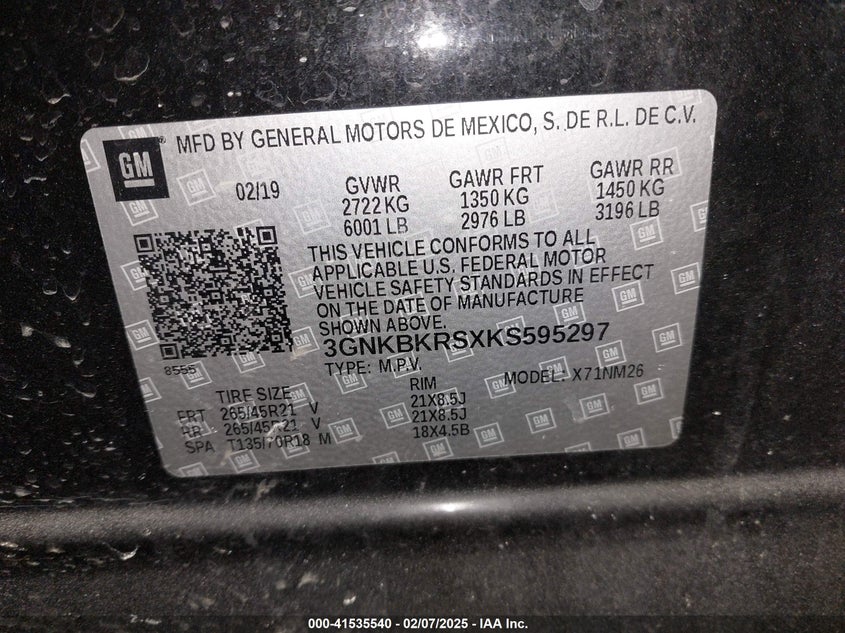 GM ® MFD BY GENERAL MOTORS DE MEXICO, S. DE R.L. DE C.V.
02/19 GVWR GAWR FRT GAWR RR
2722 KG 1350 KG 1450 KG
6001 LB 2976 LB 3196 LB
THIS VEHICLE CONFORMS TO ALL
APPLICABLE U.S. FEDERAL MOTOR
VEHICLE SAFETY STANDARDS IN EFFECT
ON THE DATE OF MANUFACTURE
SHOWN ABOVE.
3GNKBKRSXKS595297
8555
TYPE: M.P.V. MODEL: X71NM26
TIRE SIZE RIM
FRT 265/45R21 V 21X8.5J
RR 265/45R21 V 21X8.5J
SPA T135/70R18 M 18X4.5B
000-41535540 - 02/07/2025 - IAA Inc.